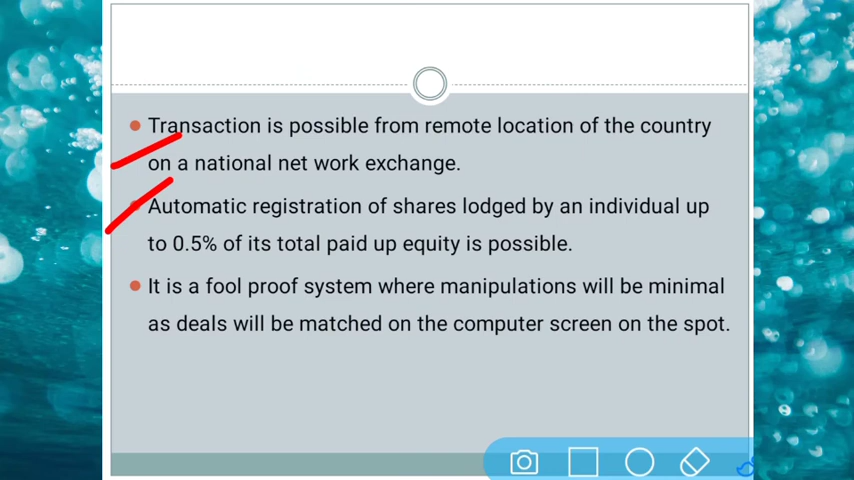 Transaction is possible from remote location of the country
on a national net work exchange.
Automatic registration of shares lodged by an individual up
to 0.5% of its total paid up equity is possible.
It is a fool proof system where manipulations will be minimal
as deals will be matched on the computer screen on the spot.